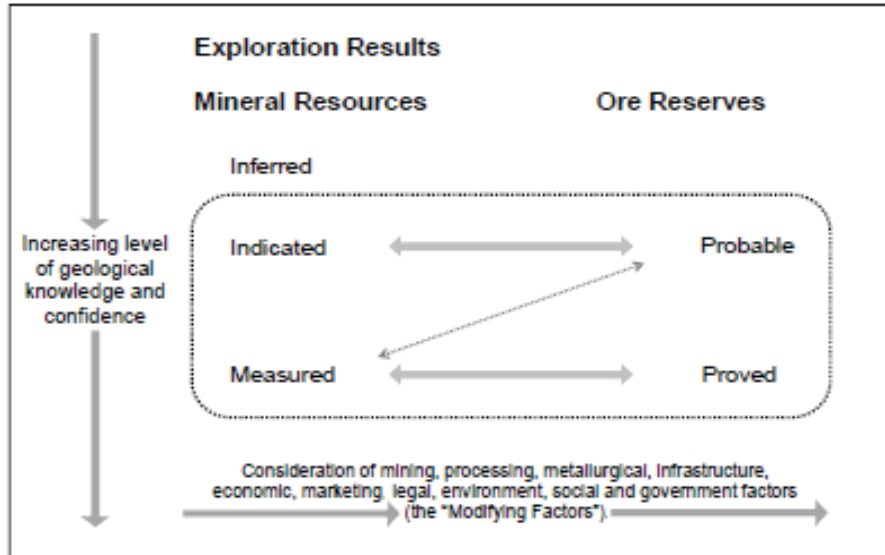 Exploration Results
Mineral Resources
Ore Reserves
Inferred
Increasing level
of geological
knowledge and
confidence
Indicated
Probable
Measured
Proved
Consideration of mining, processing, metallurgical, infrastructure,
economic, marketing, legal, environment, social and government factors
(the "Modifying Factors").